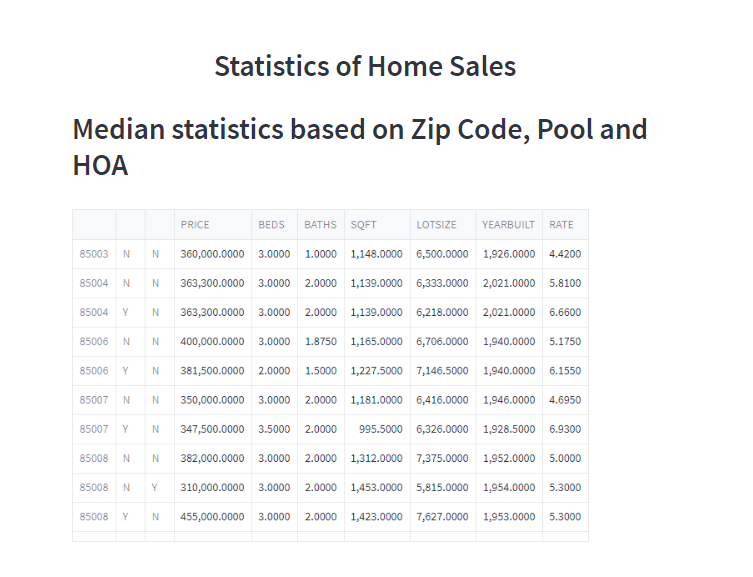 Statistics of Home Sales
Median statistics based on Zip Code, Pool and
HOA
PRICE BEDS BATHS SQFT LOTSIZE YEARBUILT RATE
85003 N N 360,000.0000 3.0000 1.0000 1,148.0000 6,500.0000 1,926.0000 4.4200
85004 N N 363,300.0000 3.0000 2.0000 1,139.0000 6,333.0000 2,021.0000 5.8100
85004 Y N 363,300.0000 3.0000 2.0000 1,139.0000 6,218.0000 2,021.0000 6.6600
85006 N N 400,000.0000 3.0000 1.8750 1,165.0000 6,706.0000 1,940.0000 5.1750
85006 Y N 381,500.0000 2.0000 1.5000 1,227.5000 7,146.5000 1,940.0000 6.1550
85007 N N 350,000.0000 3.0000 2.0000 1,181.0000 6,416.0000 1,946.0000 4.6950
85007 Y N 347,500.0000 3.5000 2.0000 995.5000 6,326.0000 1,928.5000 6.9300
85008 N N 382,000.0000 3.0000 2.0000 1,312.0000 7,375.0000 1,952.0000 5.0000
85008 N Y 310,000.0000 3.0000 2.0000 1,453.0000 5,815.0000 1,954.0000 5.3000
85008 Y N 455,000.0000 3.0000 2.0000 1,423.0000 7,627.0000 1,953.0000 5.3000